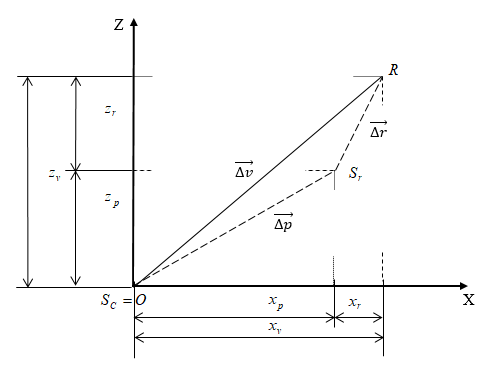 Z
R
z_r
→Δr
z_v
→Δv
S_r
z_p
→Δp
S_C = O
x_p
x_r
X
x_v